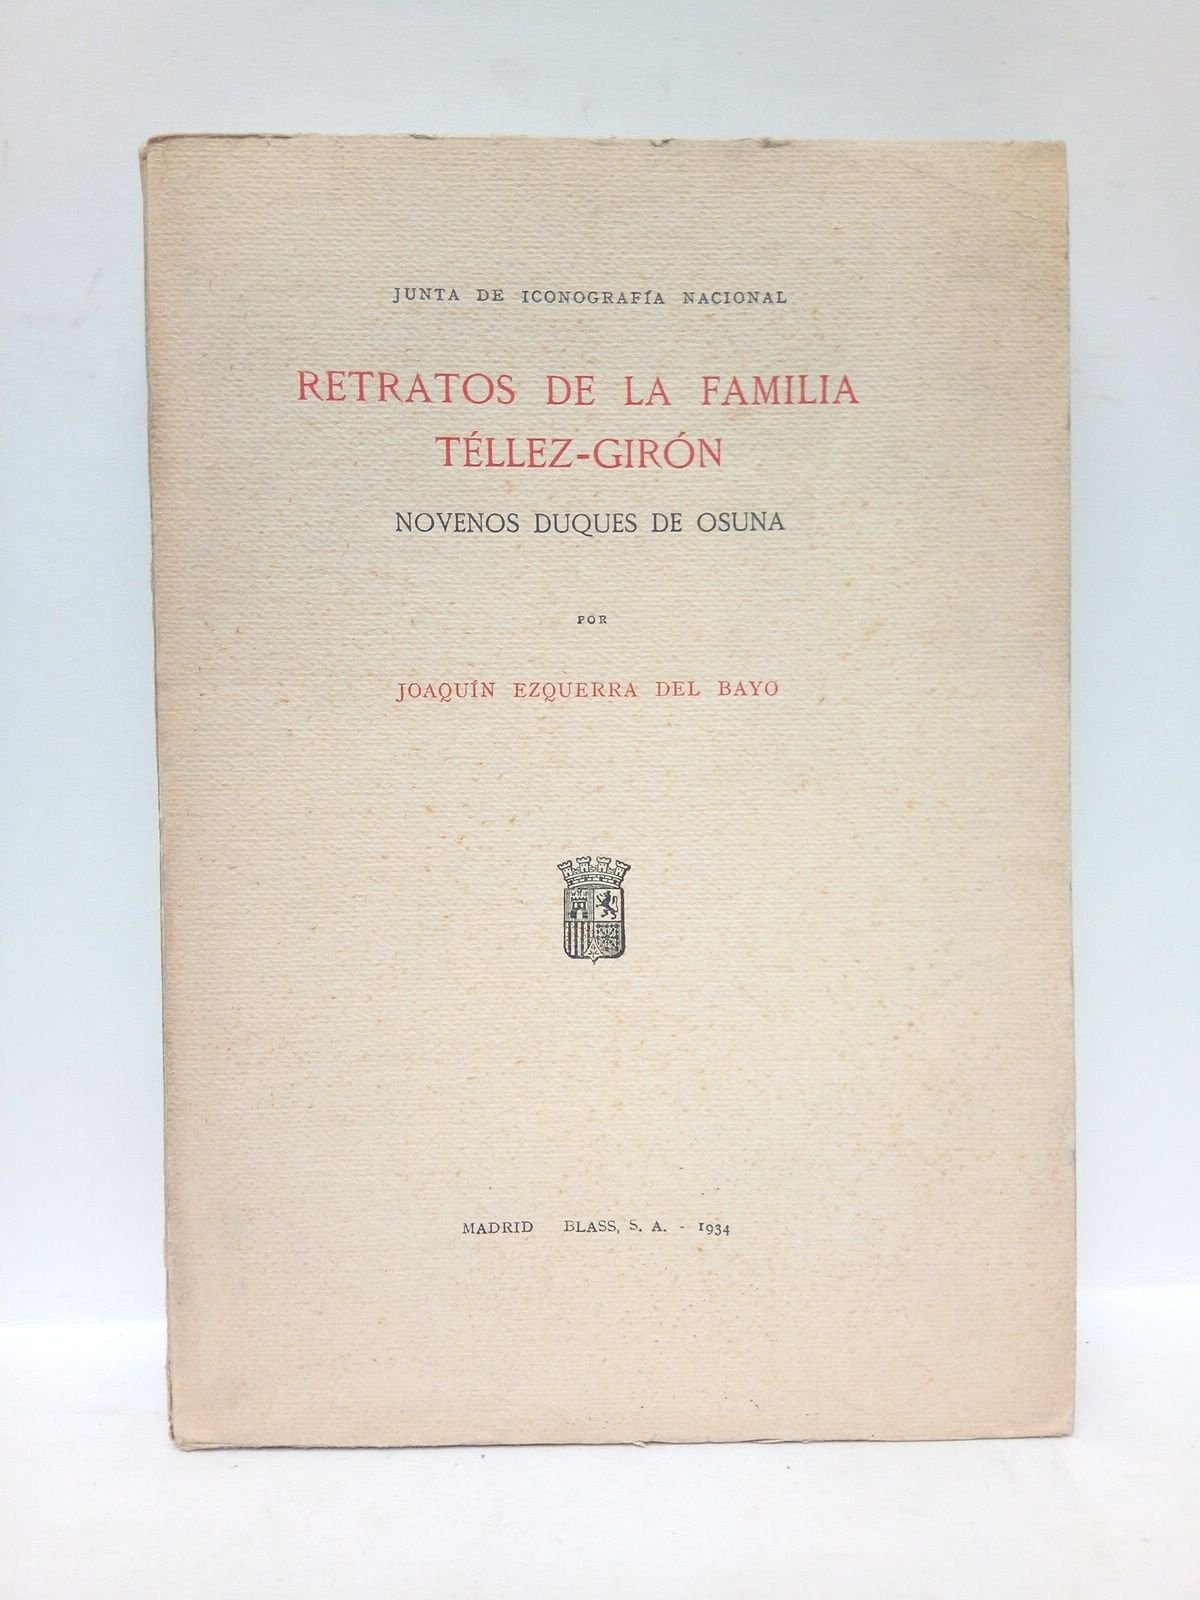 JUNTA DE ICONOGRAFÍA NACIONAL
RETRATOS DE LA FAMILIA
TÉLLEZ-GIRÓN
NOVENOS DUQUES DE OSUNA
POR
JOAQUÍN EZQUERRA DEL BAYO
MADRID BLASS, S. A. - 1934